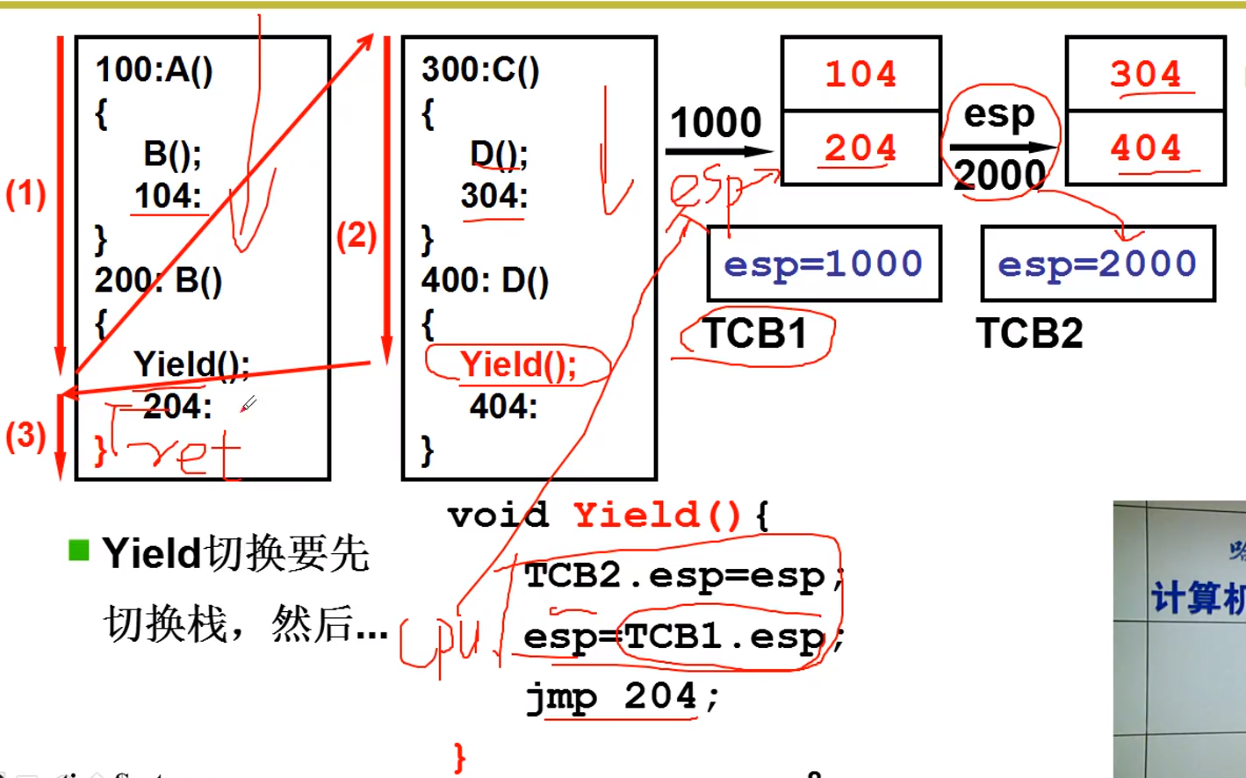 100:A()
{
B();
104:
}
200: B()
{
Yield();
204:
}
ret
(1)
(3)
300:C()
{
D();
304:
}
400: D()
{
Yield();
404:
}
(2)
1000
104
204
esp
esp
2000
304
404
esp=1000
TCB1
esp=2000
TCB2
Yield切换要先
切换栈，然后...
void Yield(){
TCB2.esp=esp;
esp=TCB1.esp;
jmp 204;
}
CPU
计算机